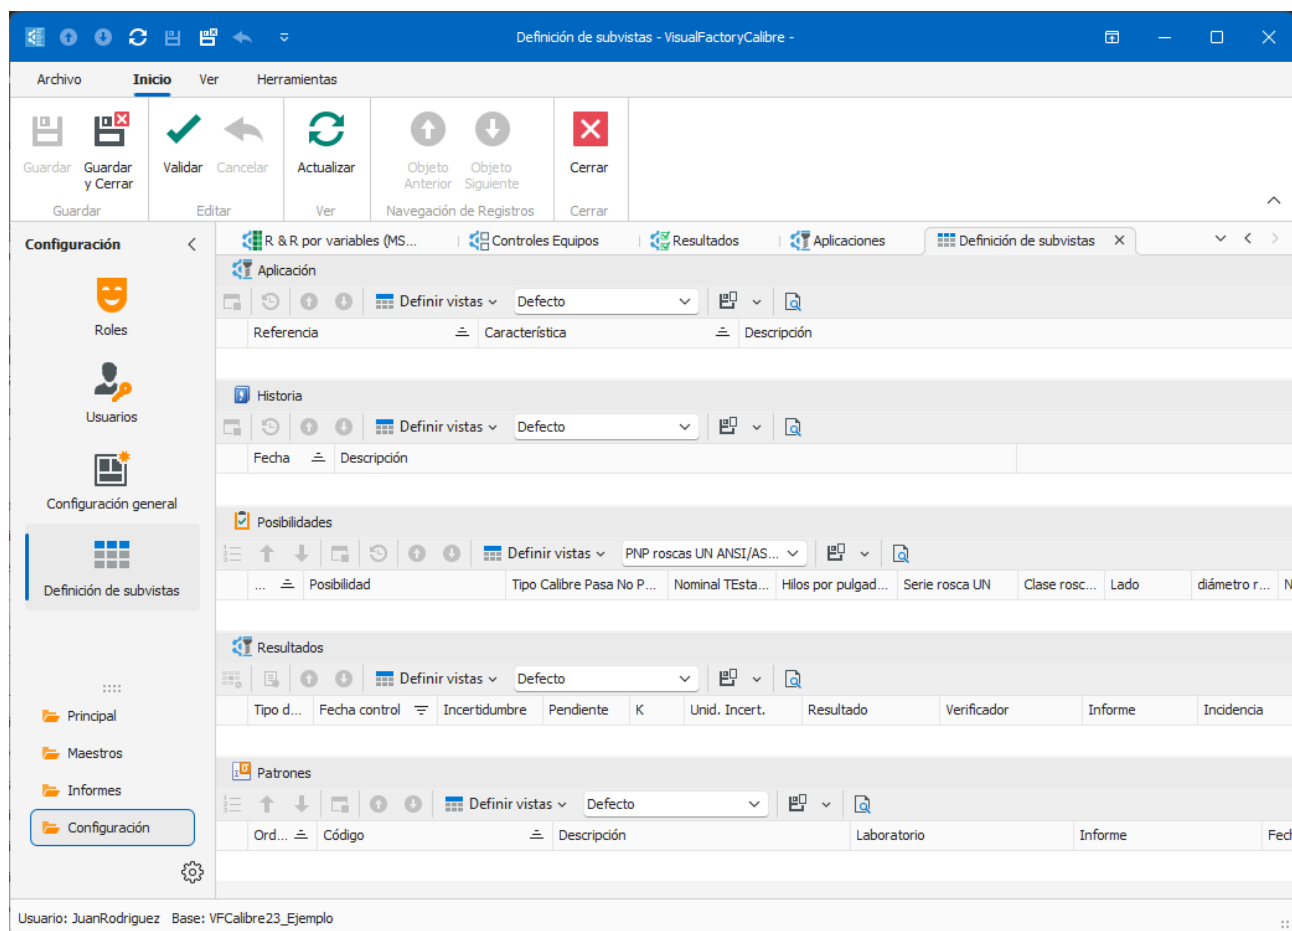 Definición de subvistas - VisualFactoryCalibre -
Archivo Inicio Ver Herramientas
Guardar Guardar y Cerrar Validar Cancelar Actualizar Objeto Anterior Objeto Siguiente Cerrar
Guardar Editar Ver Navegación de Registros Cerrar
Configuración
Roles
Usuarios
Configuración general
Definición de subvistas
Principal
Maestros
Informes
Configuración
R & R por variables (MS... Controles Equipos Resultados Aplicaciones Definición de subvistas
Aplicación
Definir vistas Defecto
Referencia Característica Descripción
Historia
Definir vistas Defecto
Fecha Descripción
Posibilidades
Definir vistas PNP roscas UN ANSI/AS...
... Posibilidad Tipo Calibre Pasa No P... Nominal TEsta... Hilos por pulgad... Serie rosca UN Clase rosc... Lado diámetro r... N
Resultados
Definir vistas Defecto
Tipo d... Fecha control Incertidumbre Pendiente K Unid. Incert. Resultado Verificador Informe Incidencia
Patrones
Definir vistas Defecto
Ord... Código Descripción Laboratorio Informe Fech
Usuario: JuanRodriguez Base: VFCalibre23_Ejemplo